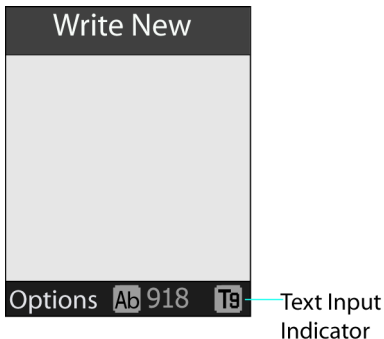 Write New
Options Ab 918 T9
Text Input
Indicator